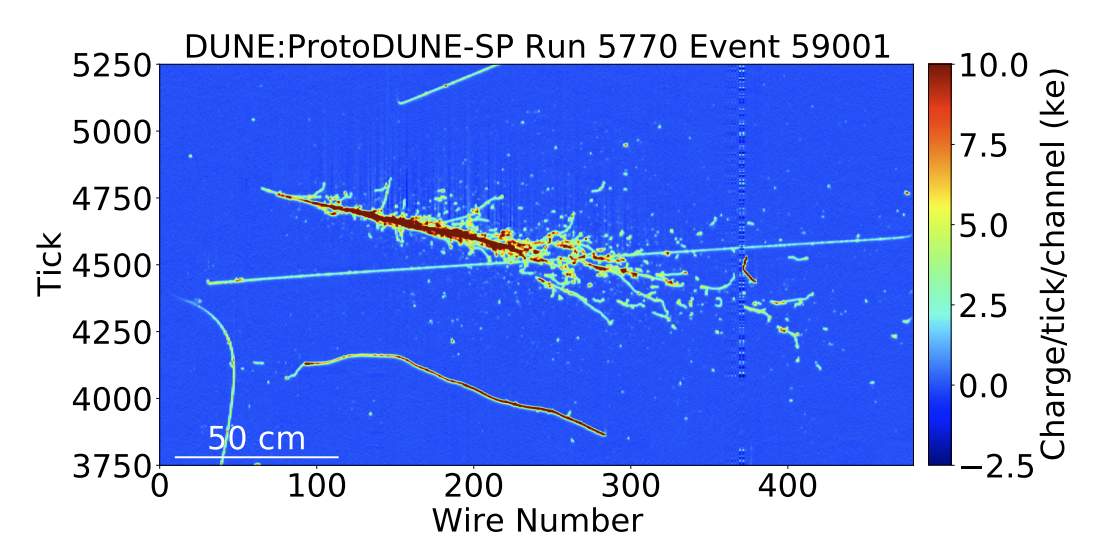 DUNE:ProtoDUNE-SP Run 5770 Event 59001
5250
5000
4750
4500
4250
4000
3750
Tick
50 cm
0 100 200 300 400
Wire Number
10.0
7.5
5.0
2.5
0.0
−2.5
Charge/tick/channel (ke)